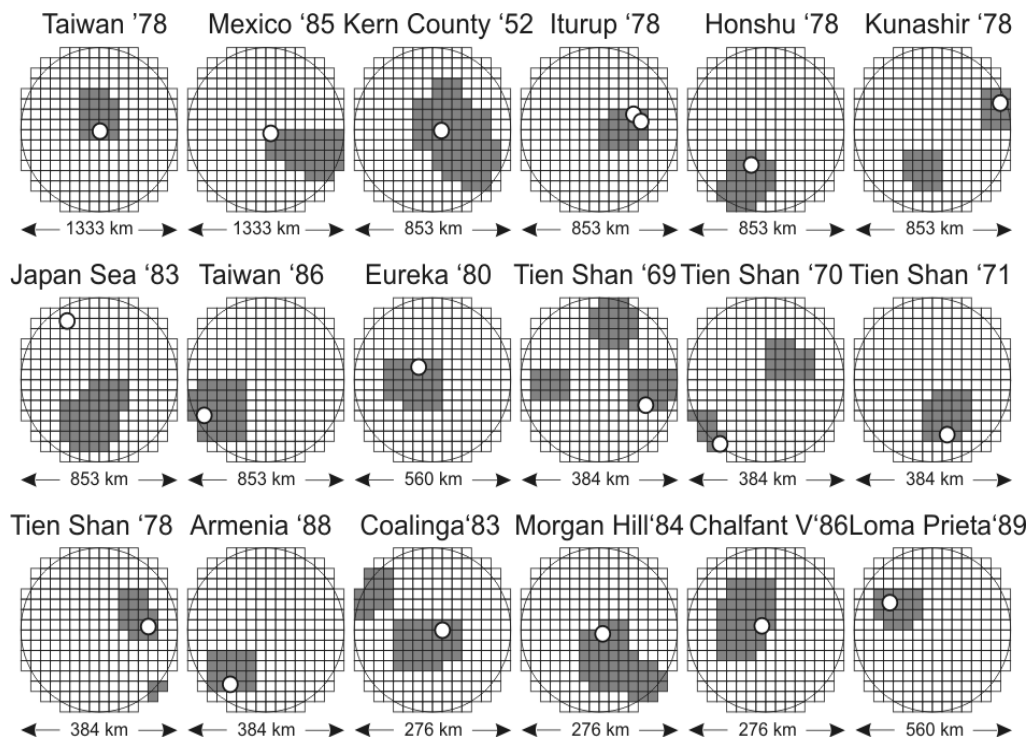 Taiwan ‘78 Mexico ‘85 Kern County ‘52 Iturup ‘78 Honshu ‘78 Kunashir ‘78
1333 km 1333 km 853 km 853 km 853 km 853 km
Japan Sea ‘83 Taiwan ‘86 Eureka ‘80 Tien Shan ‘69 Tien Shan ‘70 Tien Shan ‘71
853 km 853 km 560 km 384 km 384 km 384 km
Tien Shan ‘78 Armenia ‘88 Coalinga‘83 Morgan Hill‘84 Chalfant V‘86 Loma Prieta‘89
384 km 384 km 276 km 276 km 276 km 560 km